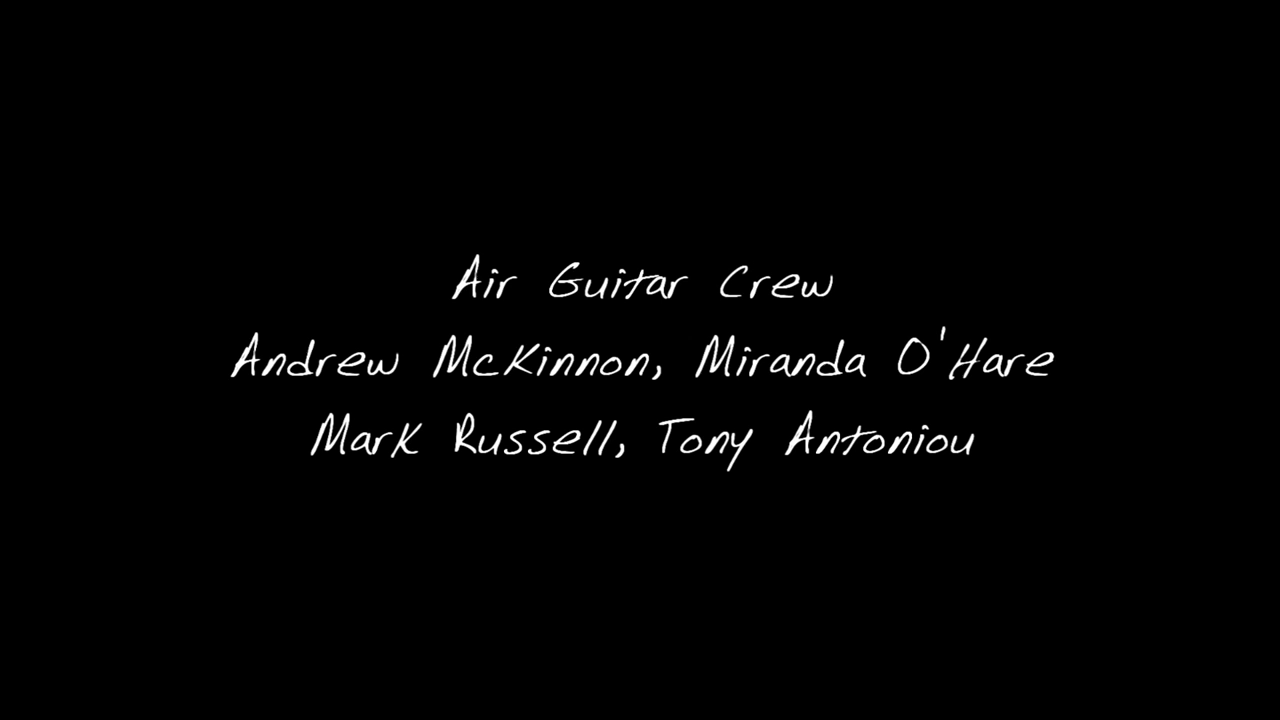 Air Guitar Crew
Andrew McKinnon, Miranda O'Hare
Mark Russell, Tony Antoniou